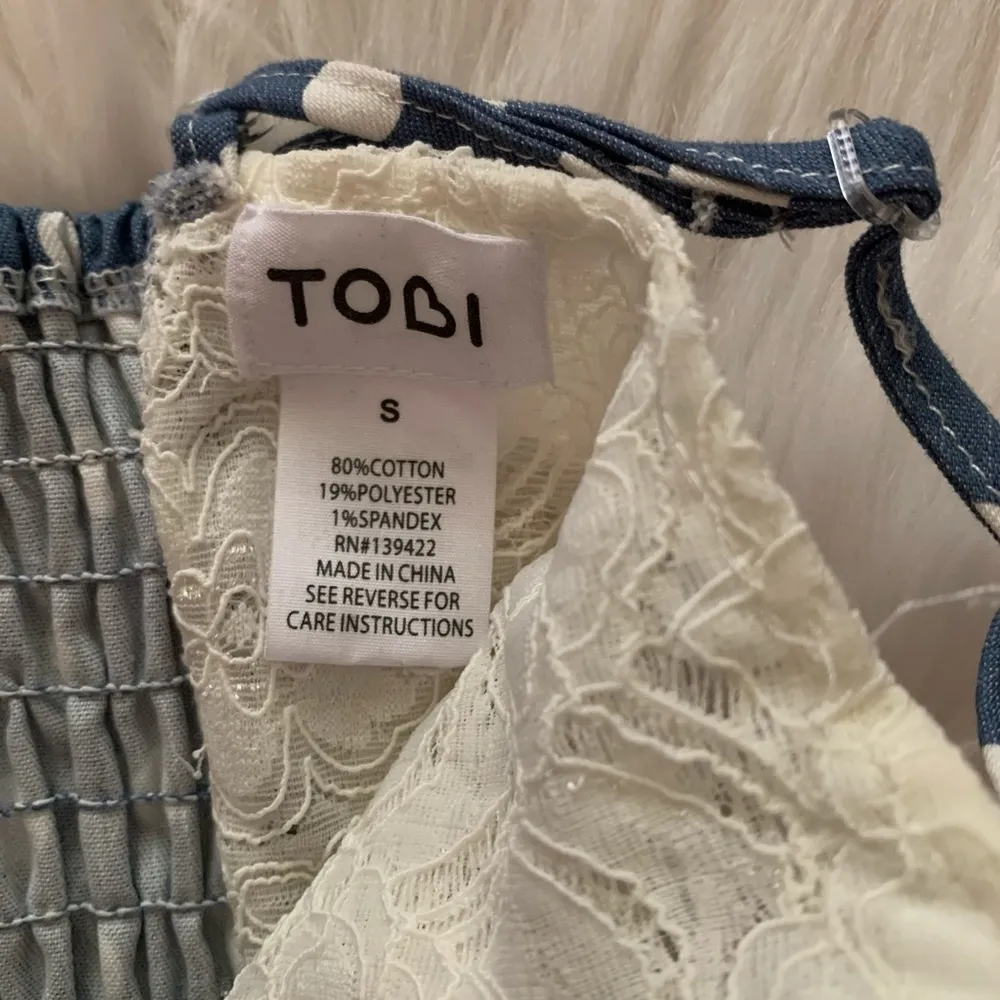 TOBI
S
80%COTTON
19%POLYESTER
1%SPANDEX
RN#139422
MADE IN CHINA
SEE REVERSE FOR
CARE INSTRUCTIONS